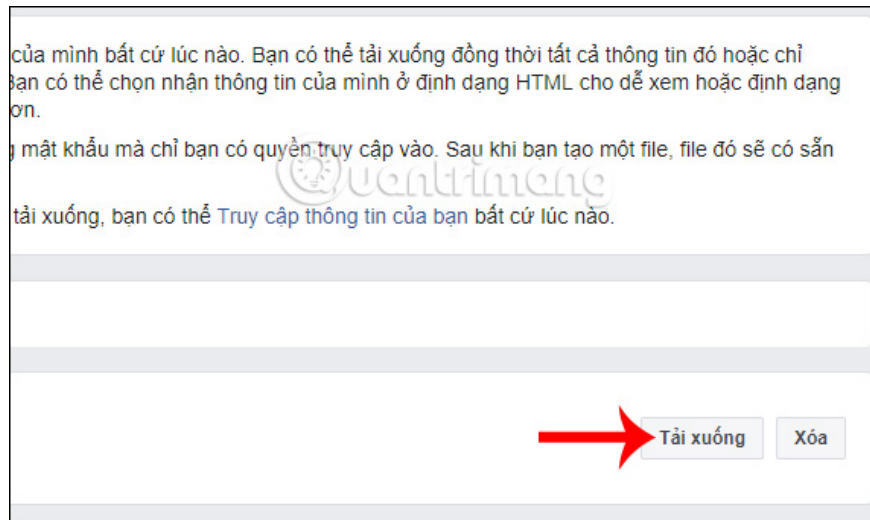 của mình bất cứ lúc nào. Bạn có thể tải xuống đồng thời tất cả thông tin đó hoặc chỉ
Bạn có thể chọn nhận thông tin của mình ở định dạng HTML cho dễ xem hoặc định dạng
ơn.
mật khẩu mà chỉ bạn có quyền truy cập vào. Sau khi bạn tạo một file, file đó sẽ có sẵn
Quantrimang
tải xuống, bạn có thể Truy cập thông tin của bạn bất cứ lúc nào.
Tải xuống Xóa